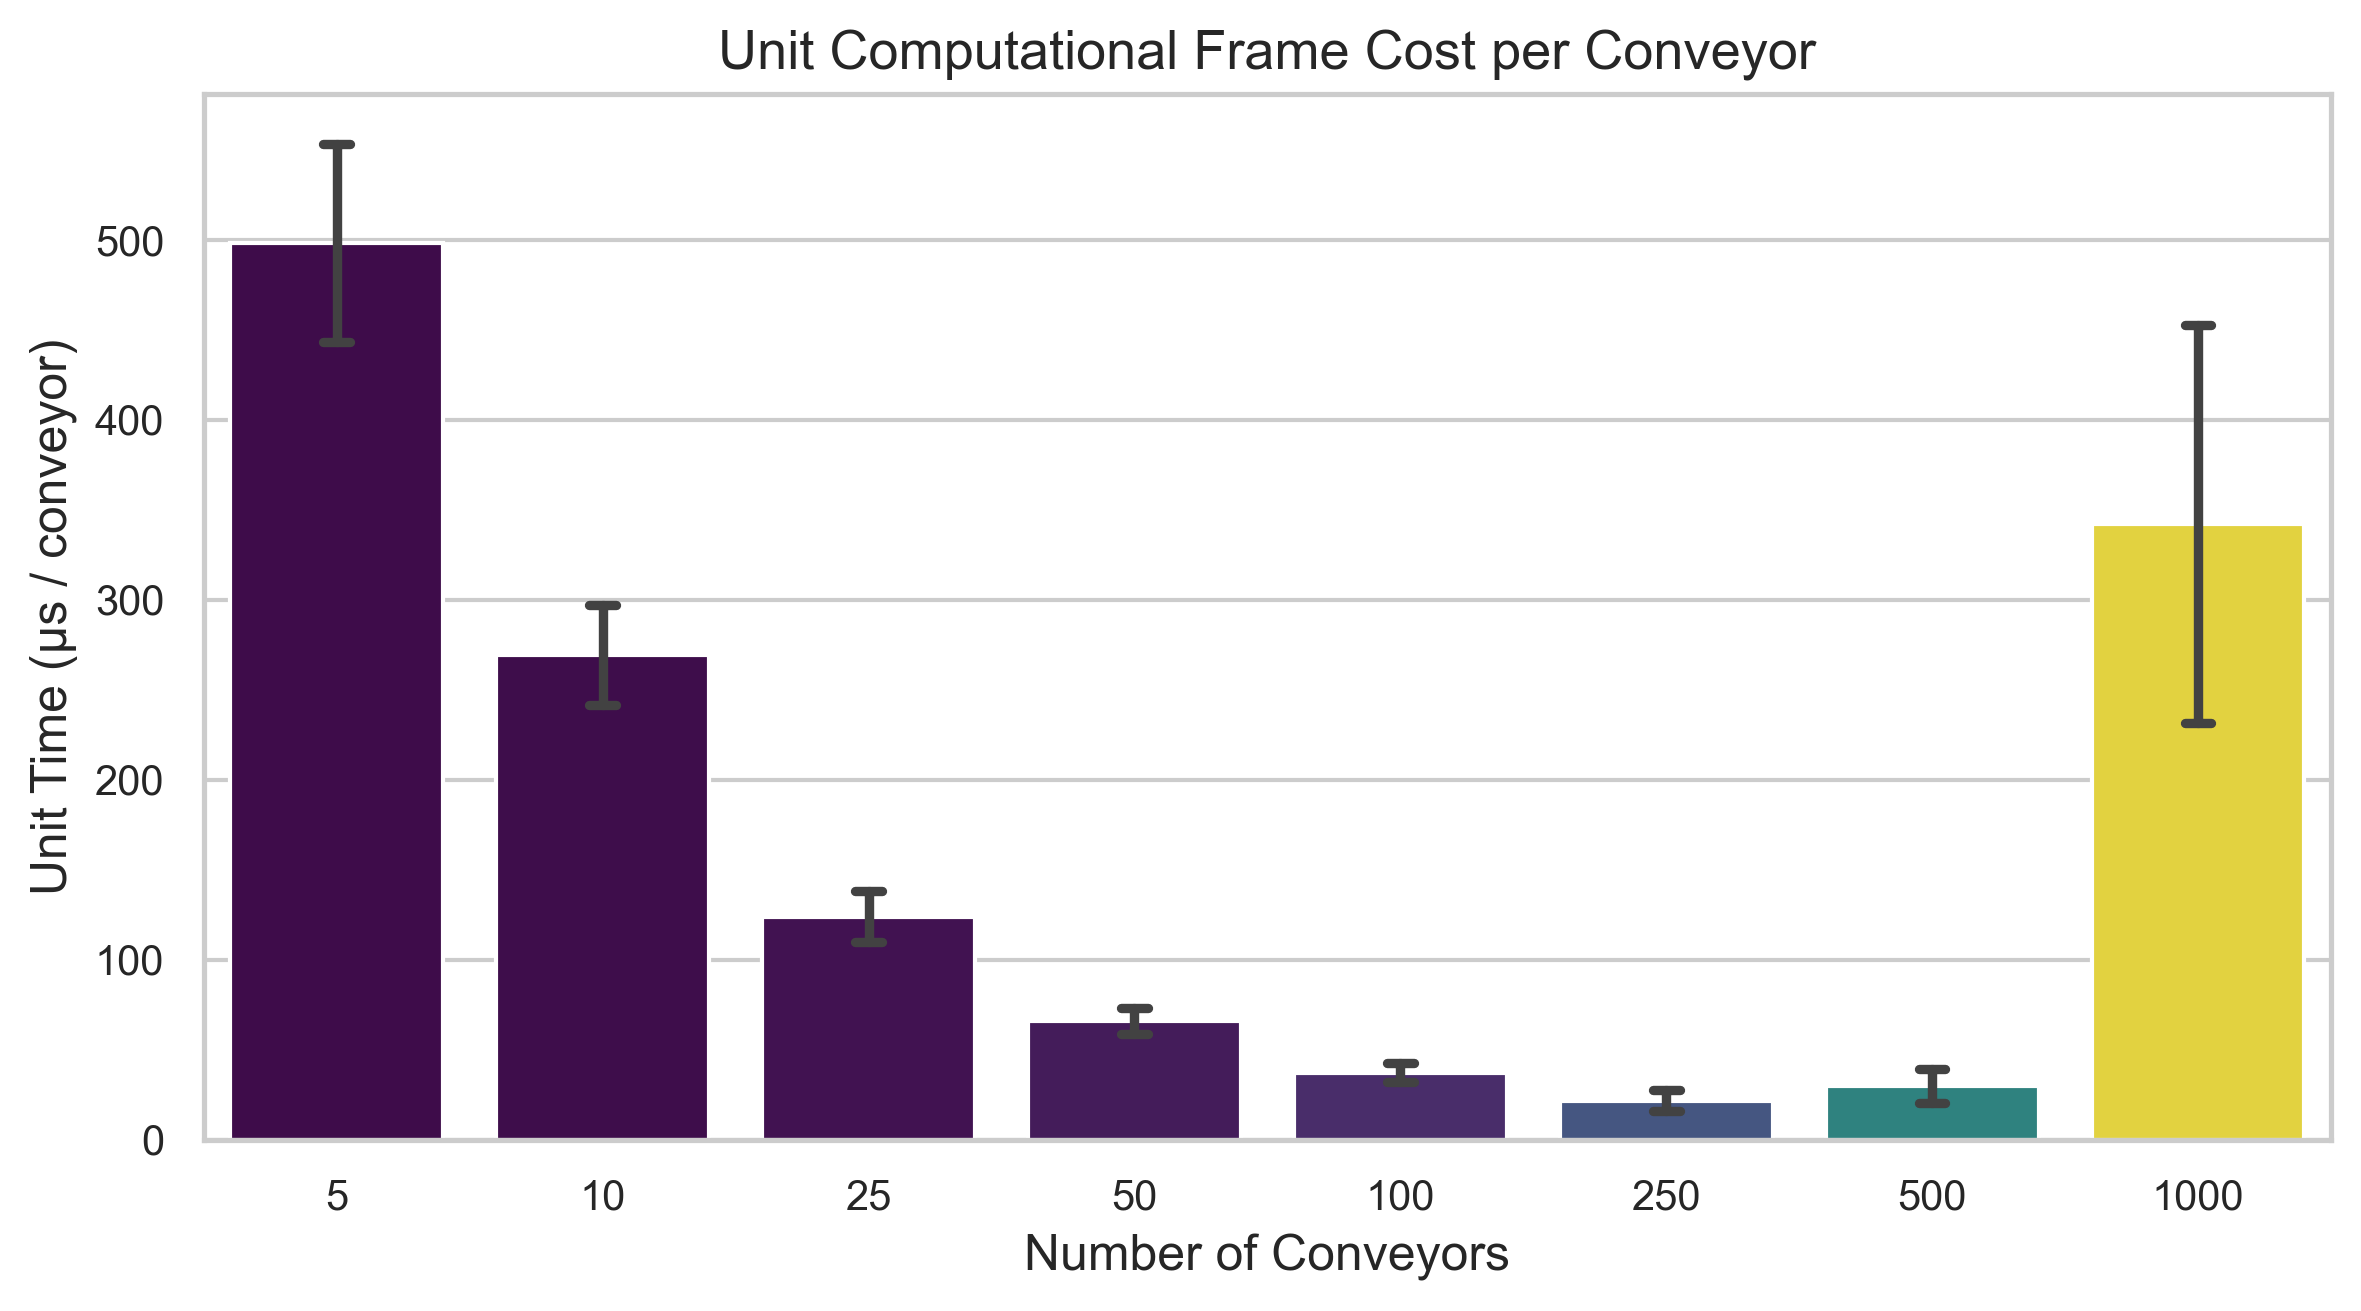 Unit Computational Frame Cost per Conveyor
Unit Time (µs / conveyor)
500
400
300
200
100
0
5 10 25 50 100 250 500 1000
Number of Conveyors